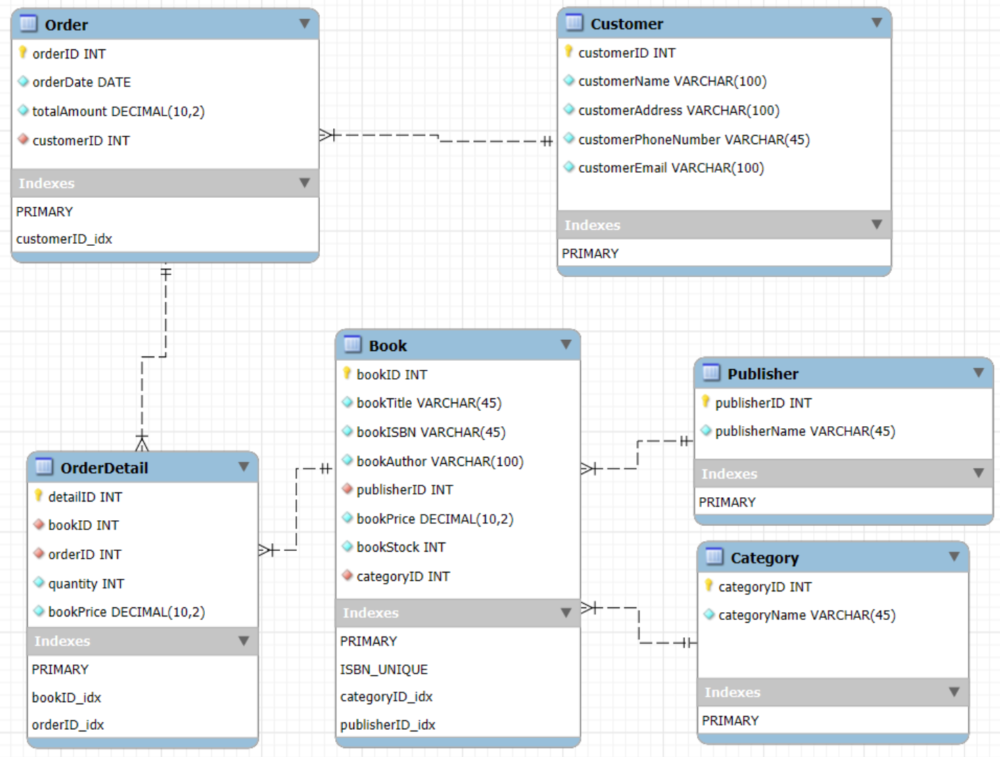 Order
orderID INT
orderDate DATE
totalAmount DECIMAL(10,2)
customerID INT
Indexes
PRIMARY
customerID_idx
Customer
customerID INT
customerName VARCHAR(100)
customerAddress VARCHAR(100)
customerPhoneNumber VARCHAR(45)
customerEmail VARCHAR(100)
Indexes
PRIMARY
OrderDetail
detailID INT
bookID INT
orderID INT
quantity INT
bookPrice DECIMAL(10,2)
Indexes
PRIMARY
bookID_idx
orderID_idx
Book
bookID INT
bookTitle VARCHAR(45)
bookISBN VARCHAR(45)
bookAuthor VARCHAR(100)
publisherID INT
bookPrice DECIMAL(10,2)
bookStock INT
categoryID INT
Indexes
PRIMARY
ISBN_UNIQUE
categoryID_idx
publisherID_idx
Publisher
publisherID INT
publisherName VARCHAR(45)
Indexes
PRIMARY
Category
categoryID INT
categoryName VARCHAR(45)
Indexes
PRIMARY